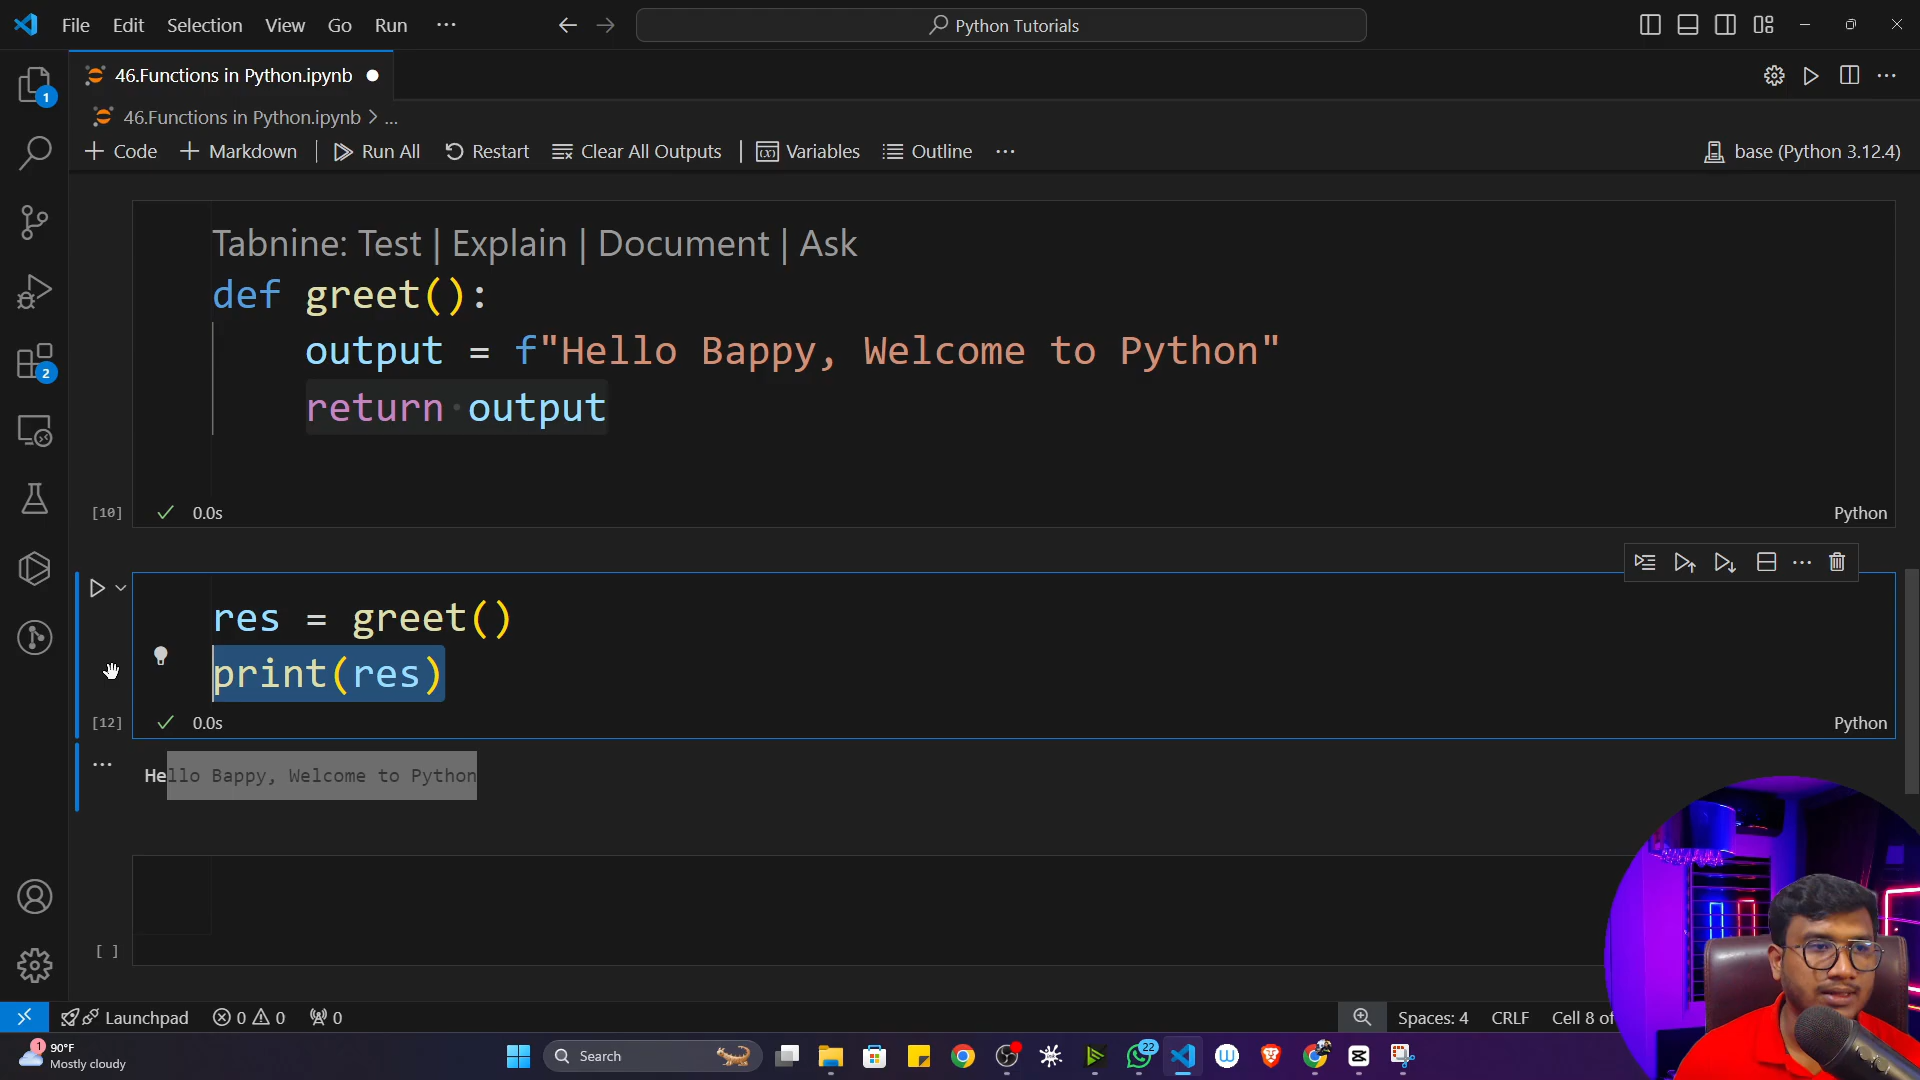 File Edit Selection View Go Run ...
Python Tutorials
46.Functions in Python.ipynb
46.Functions in Python.ipynb > ...
Code Markdown Run All Restart Clear All Outputs Variables Outline ...
base (Python 3.12.4)
Tabnine: Test | Explain | Document | Ask
def greet():
output = f"Hello Bappy, Welcome to Python"
return output
[10] 0.0s Python
res = greet()
print(res)
[12] 0.0s Python
Hello Bappy, Welcome to Python
[ ]
Launchpad 0 0 0
Spaces: 4 CRLF Cell 8 of
1 90°F
Mostly cloudy
Search
22
1
2